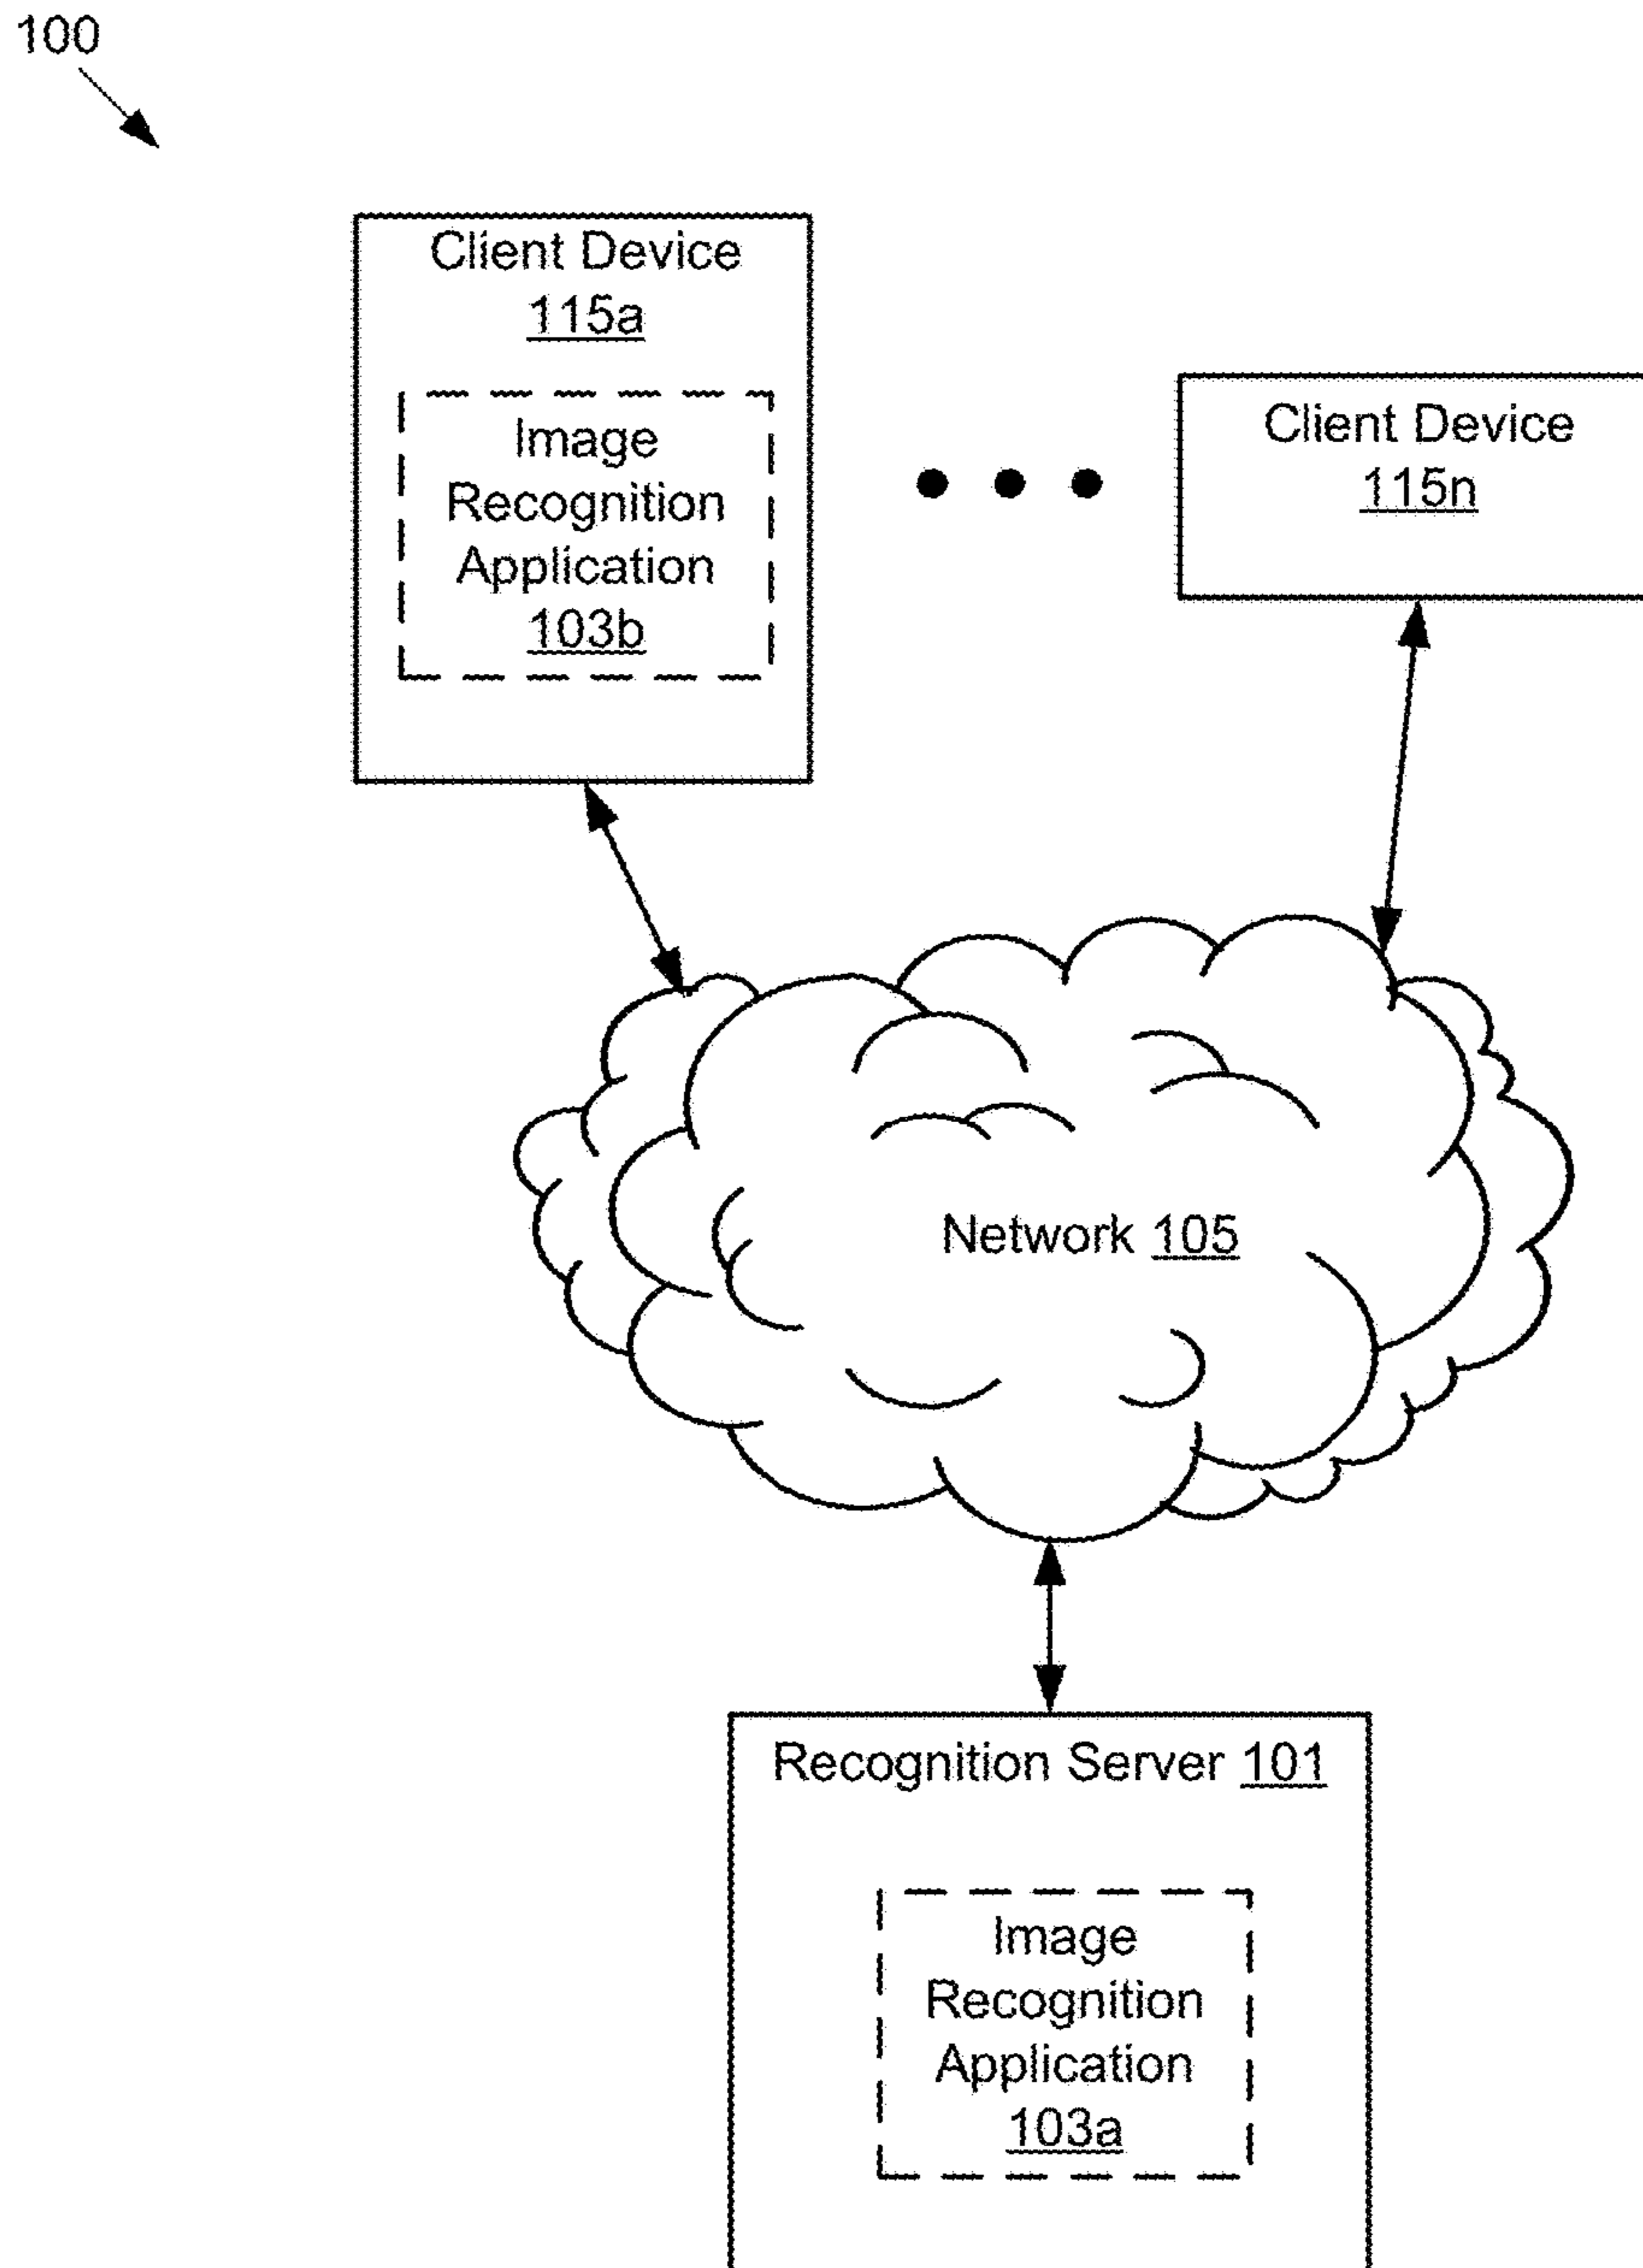 100
Client Device
115a
Image
Recognition
Application
103b
Client Device
115n
Network 105
Recognition Server 101
Image
Recognition
Application
103a